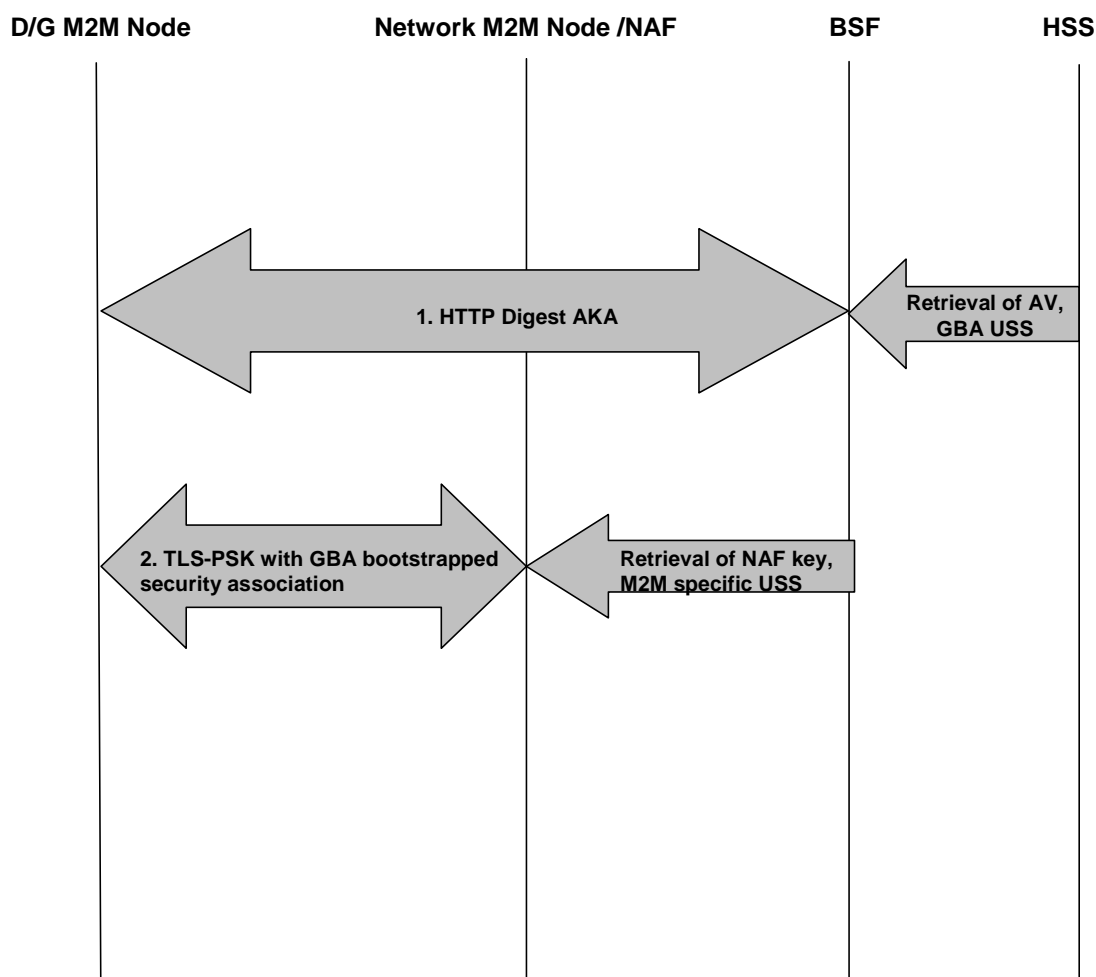 D/G M2M Node
Network M2M Node /NAF
BSF
HSS
1. HTTP Digest AKA
Retrieval of AV,
GBA USS
2. TLS-PSK with GBA bootstrapped
security association
Retrieval of NAF key,
M2M specific USS